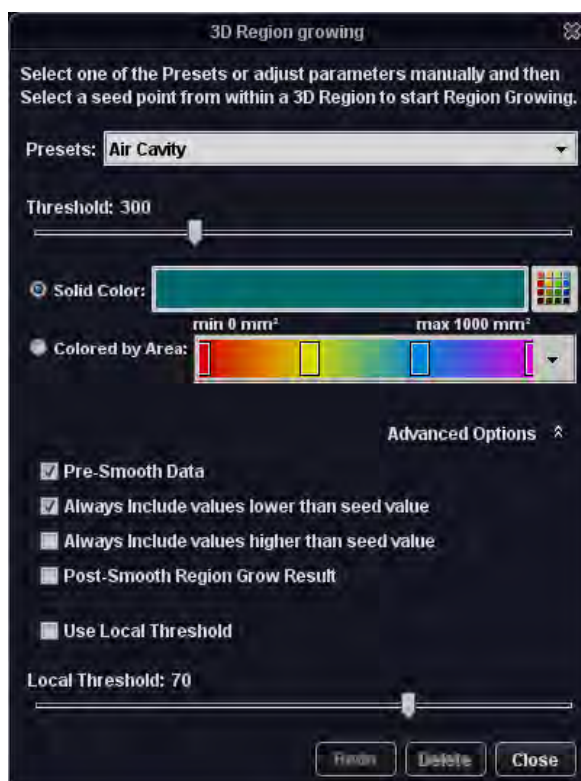 3D Region growing
Select one of the Presets or adjust parameters manually and then
Select a seed point from within a 3D Region to start Region Growing.
Presets: Air Cavity
Threshold: 300
Solid Color:
min 0 mm² max 1000 mm²
Colored by Area:
Advanced Options
Pre-Smooth Data
Always Include values lower than seed value
Always Include values higher than seed value
Post-Smooth Region Grow Result
Use Local Threshold
Local Threshold: 70
Redo Delete Close